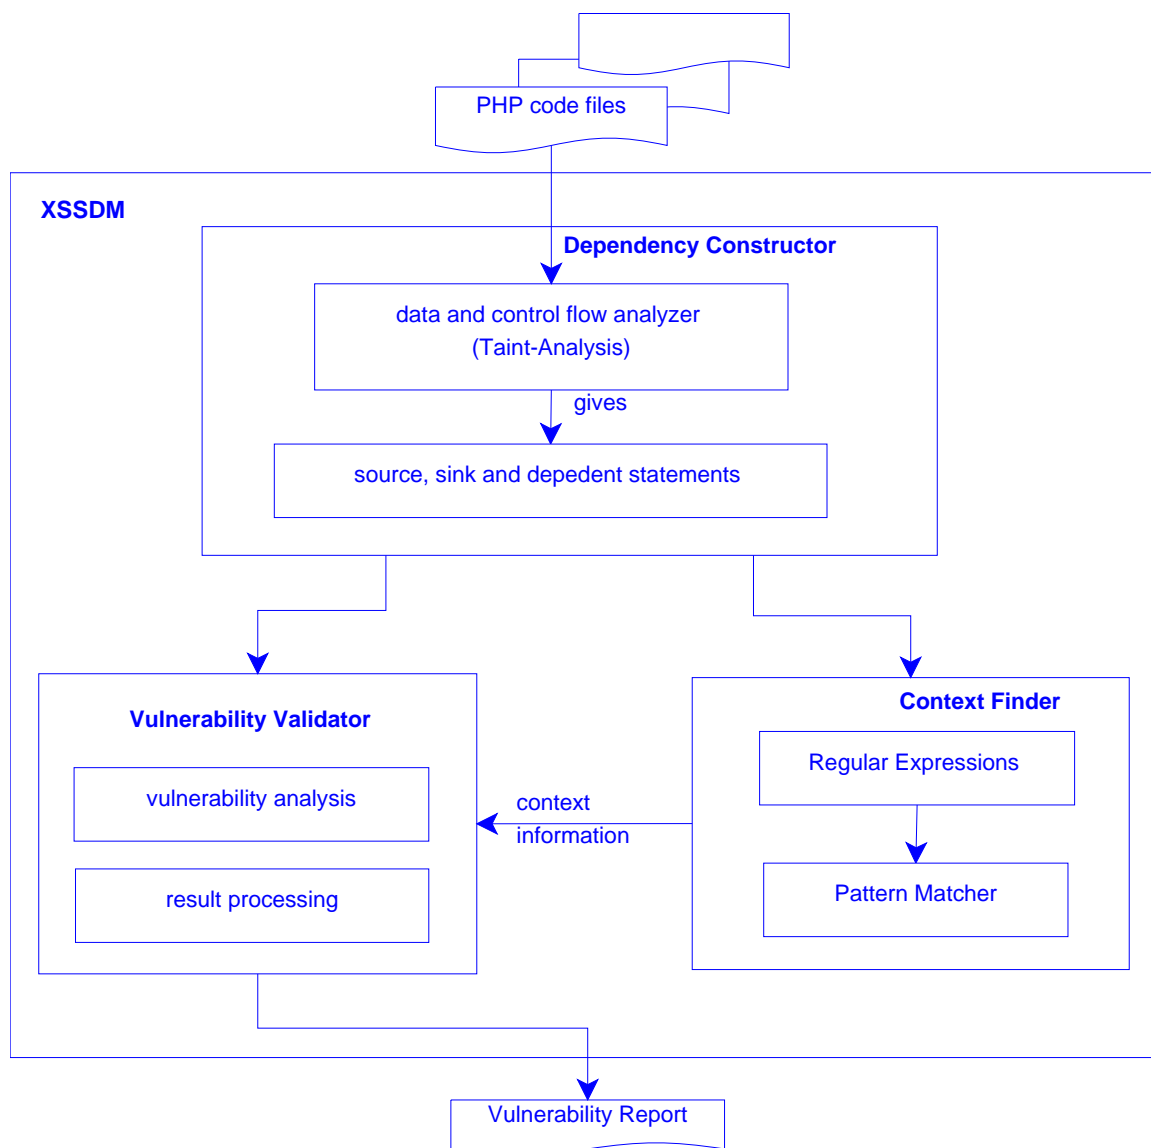 PHP code files
XSSDM
Dependency Constructor
data and control flow analyzer
(Taint-Analysis)
gives
source, sink and depedent statements
Vulnerability Validator
vulnerability analysis
result processing
context
information
Context Finder
Regular Expressions
Pattern Matcher
Vulnerability Report